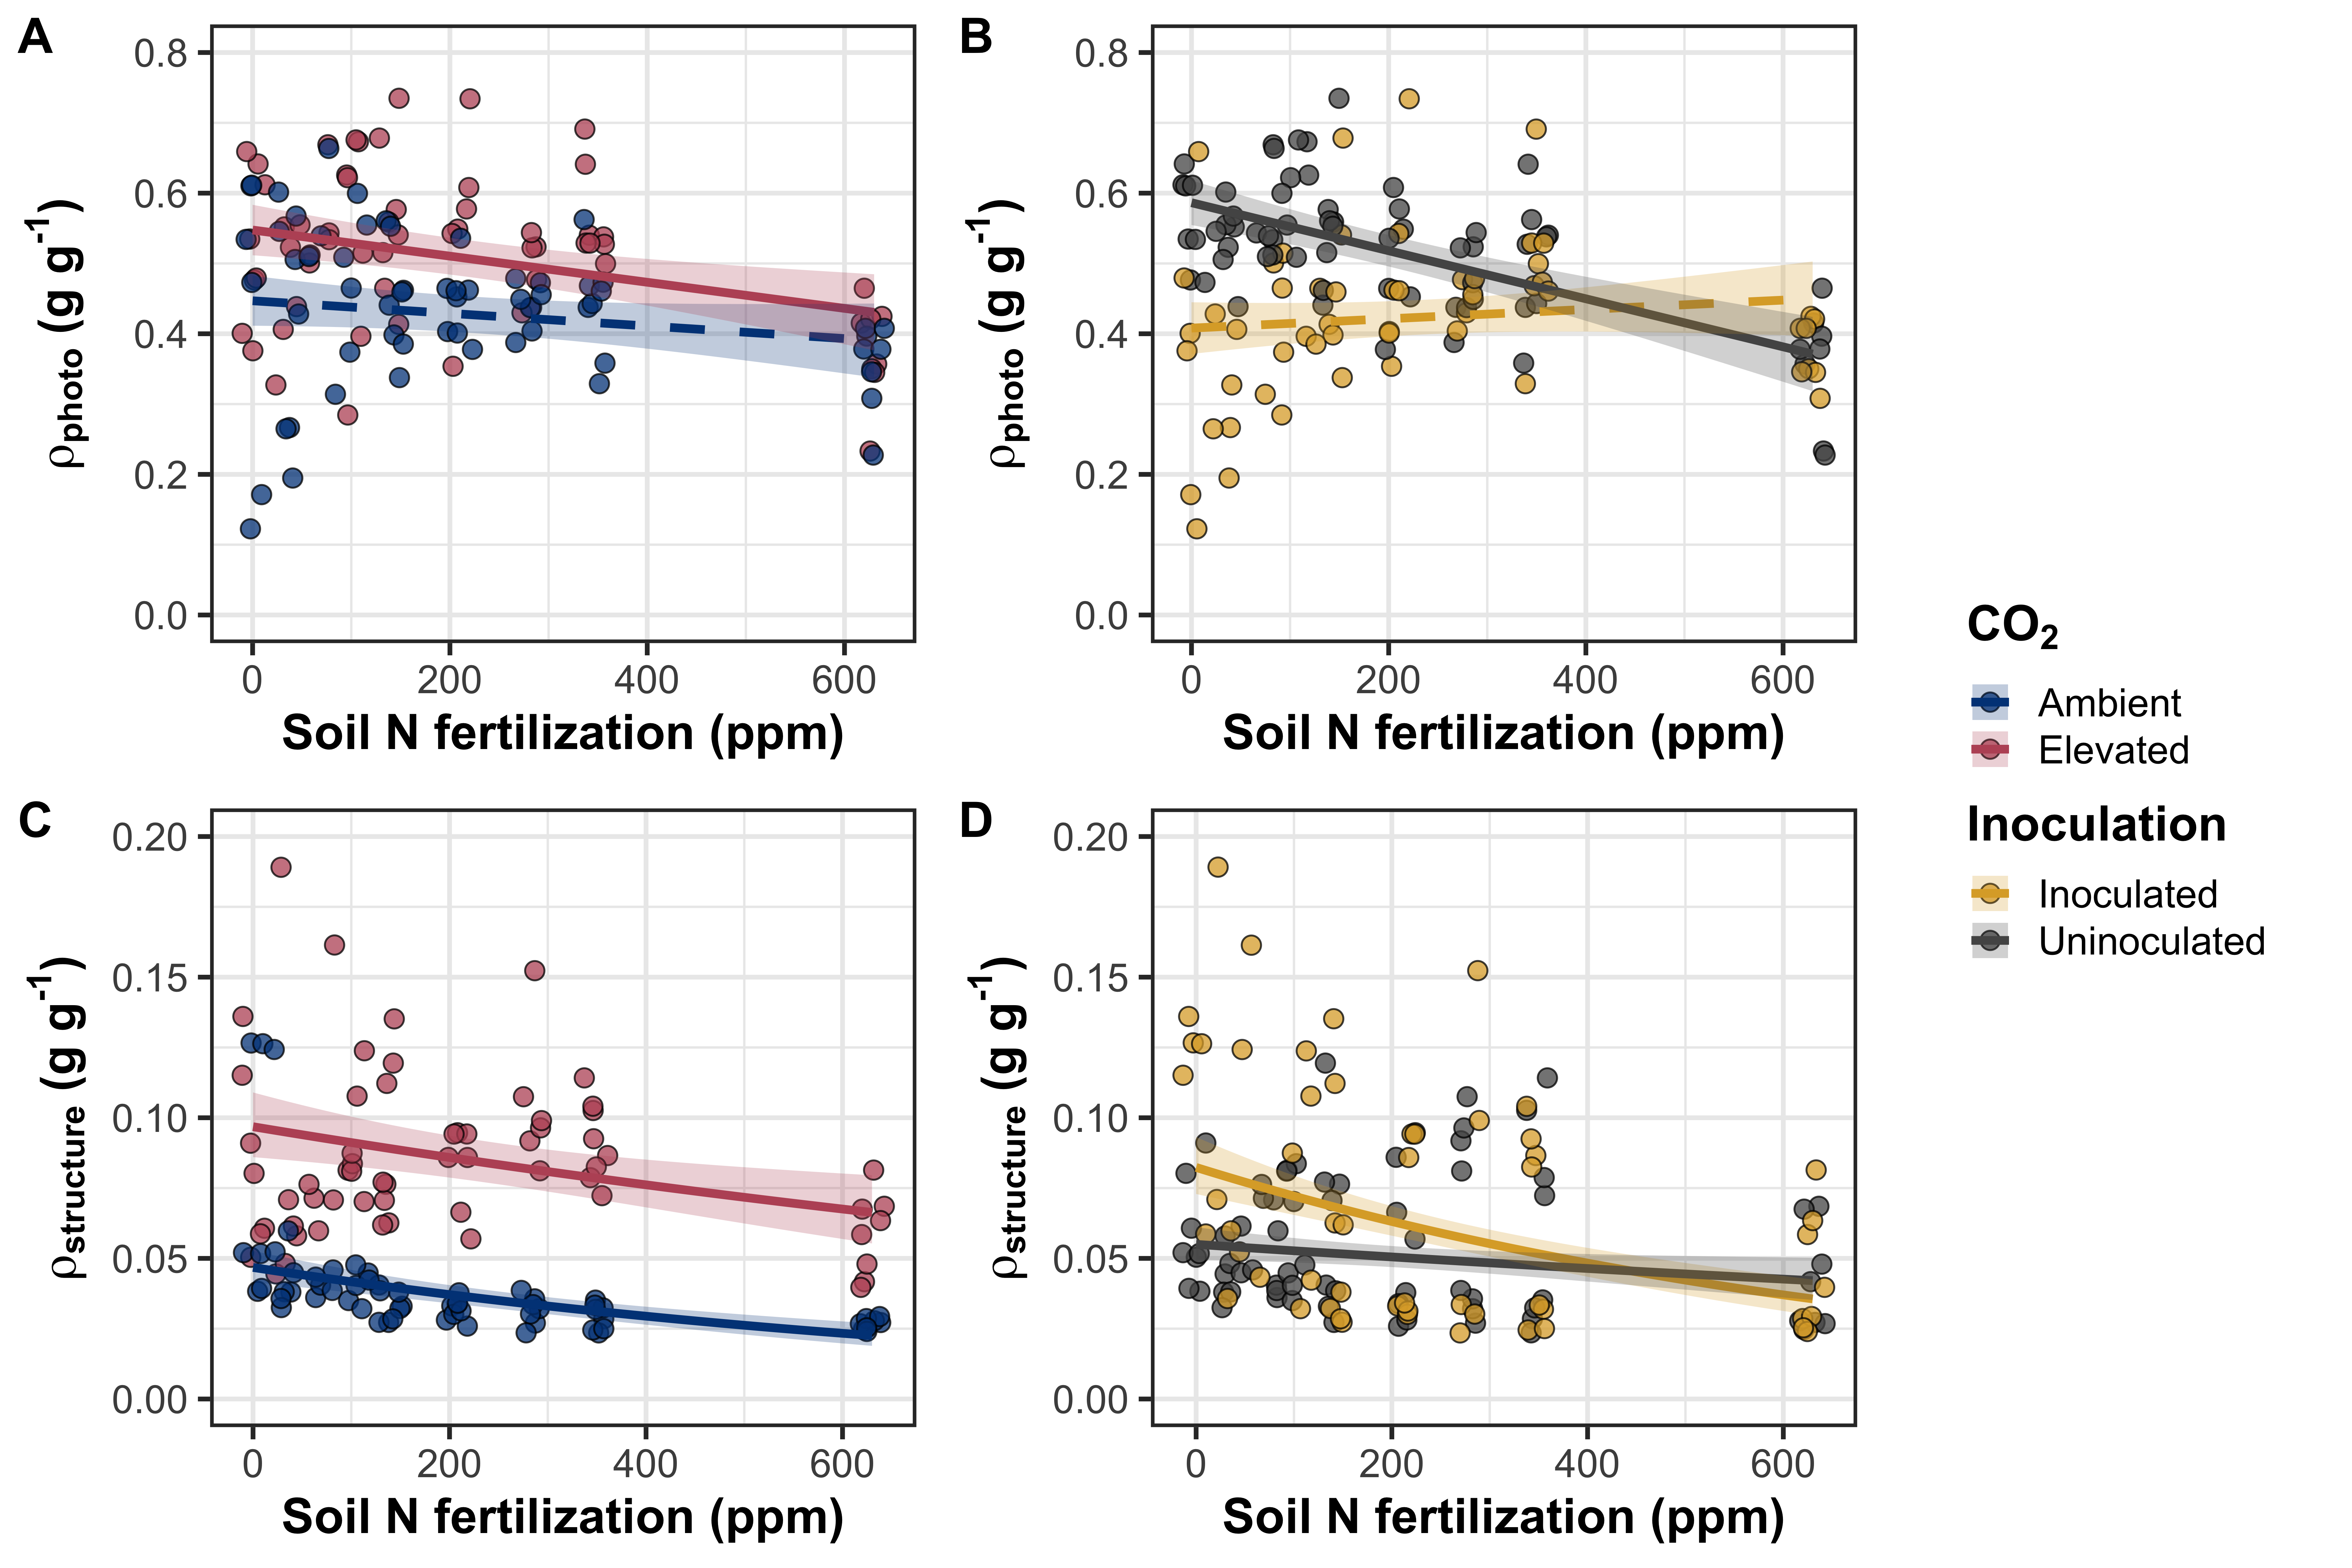 A
0.8
0.6
0.4
0.2
0.0
ρphoto (g g-1)
0 200 400 600
Soil N fertilization (ppm)
B
0.8
0.6
0.4
0.2
0.0
ρphoto (g g-1)
0 200 400 600
Soil N fertilization (ppm)
C
0.20
0.15
0.10
0.05
0.00
ρstructure (g g-1)
0 200 400 600
Soil N fertilization (ppm)
D
0.20
0.15
0.10
0.05
0.00
ρstructure (g g-1)
0 200 400 600
Soil N fertilization (ppm)
CO2
Ambient
Elevated
Inoculation
Inoculated
Uninoculated